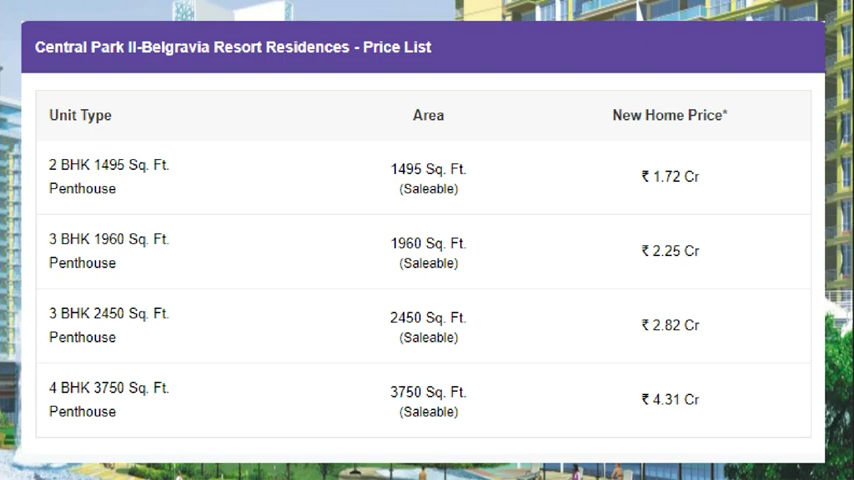 Central Park II-Belgravia Resort Residences - Price List
Unit Type Area New Home Price*
2 BHK 1495 Sq. Ft.
Penthouse
1495 Sq. Ft.
(Saleable)
₹ 1.72 Cr
3 BHK 1960 Sq. Ft.
Penthouse
1960 Sq. Ft.
(Saleable)
₹ 2.25 Cr
3 BHK 2450 Sq. Ft.
Penthouse
2450 Sq. Ft.
(Saleable)
₹ 2.82 Cr
4 BHK 3750 Sq. Ft.
Penthouse
3750 Sq. Ft.
(Saleable)
₹ 4.31 Cr